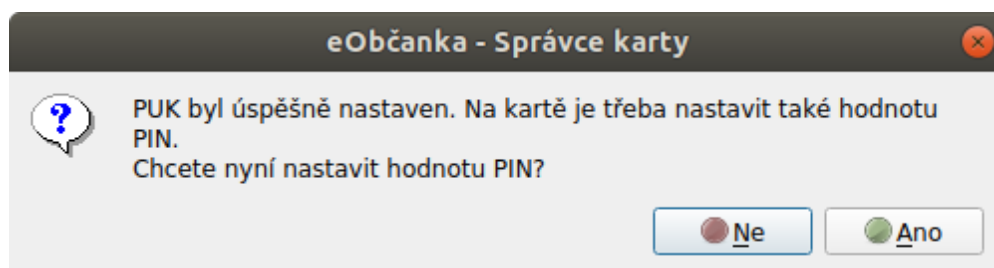 eObčanka - Správce karty
PUK byl úspěšně nastaven. Na kartě je třeba nastavit také hodnotu
PIN.
Chcete nyní nastavit hodnotu PIN?
Ne
Ano